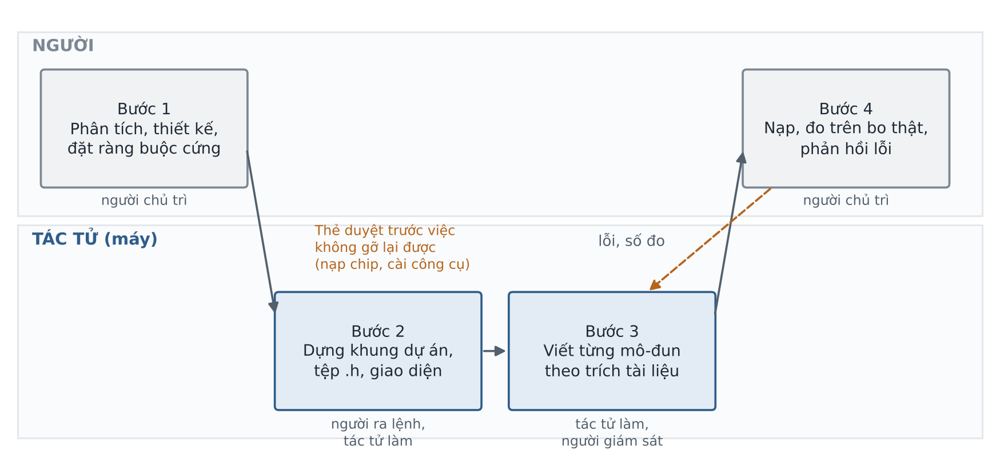 NGƯỜI
Bước 1
Phân tích, thiết kế,
đặt ràng buộc cứng
người chủ trì
Bước 4
Nạp, đo trên bo thật,
phản hồi lỗi
người chủ trì
TÁC TỬ (máy)
Thẻ duyệt trước việc
không gỡ lại được
(nạp chip, cài công cụ)
lỗi, số đo
Bước 2
Dựng khung dự án,
tệp .h, giao diện
người ra lệnh,
tác tử làm
Bước 3
Viết từng mô-đun
theo trích tài liệu
tác tử làm,
người giám sát